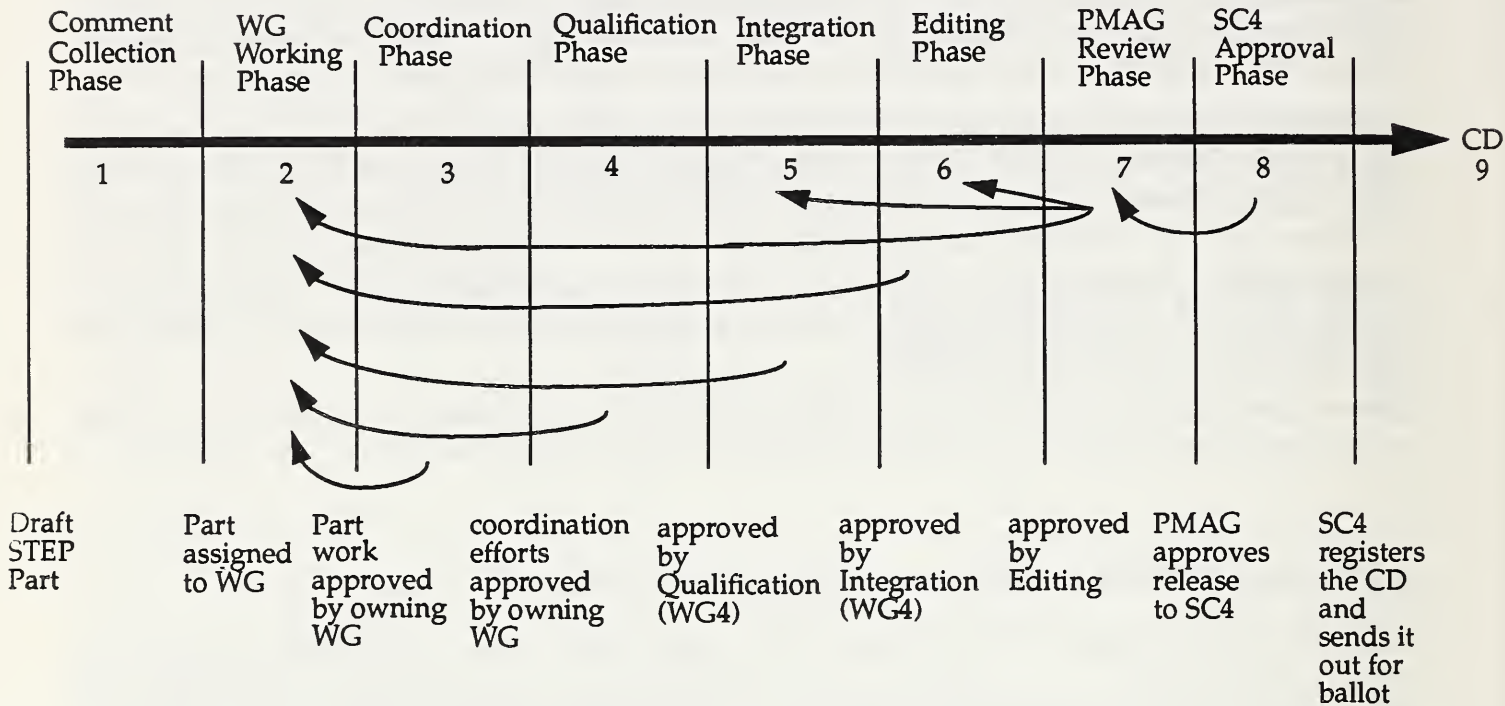 Comment
Collection
Phase
WG
Working
Phase
Coordination
Phase
Qualification
Phase
Integration
Phase
Editing
Phase
PMAG
Review
Phase
SC4
Approval
Phase
CD
1
2
3
4
5
6
7
8
9
Draft
STEP
Part
Part
assigned
to WG
Part
work
approved
by owning
WG
coordination
efforts
approved
by owning
WG
approved
by
Qualification
(WG4)
approved
by
Integration
(WG4)
approved
by
Editing
PMAG
approves
release
to SC4
SC4
registers
the CD
and
sends it
out for
ballot